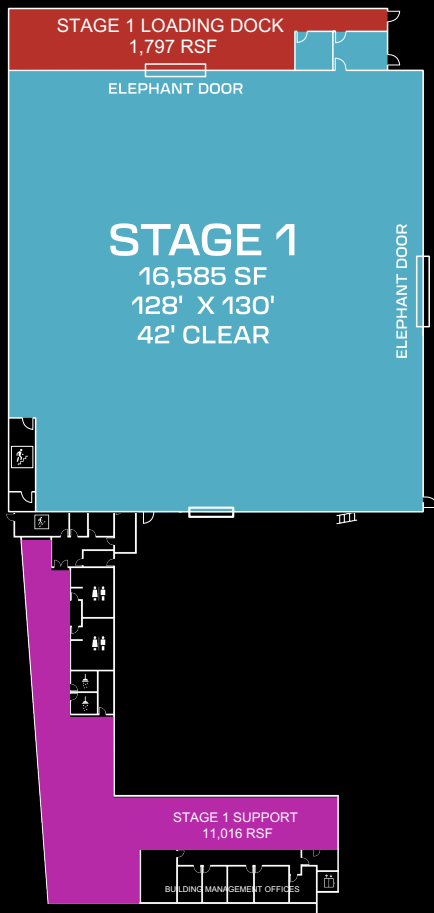 STAGE 1 LOADING DOCK
1,797 RSF
ELEPHANT DOOR
STAGE 1
16,585 SF
128' X 130'
42' CLEAR
ELEPHANT DOOR
STAGE 1 SUPPORT
11,016 RSF
BUILDING MANAGEMENT OFFICES